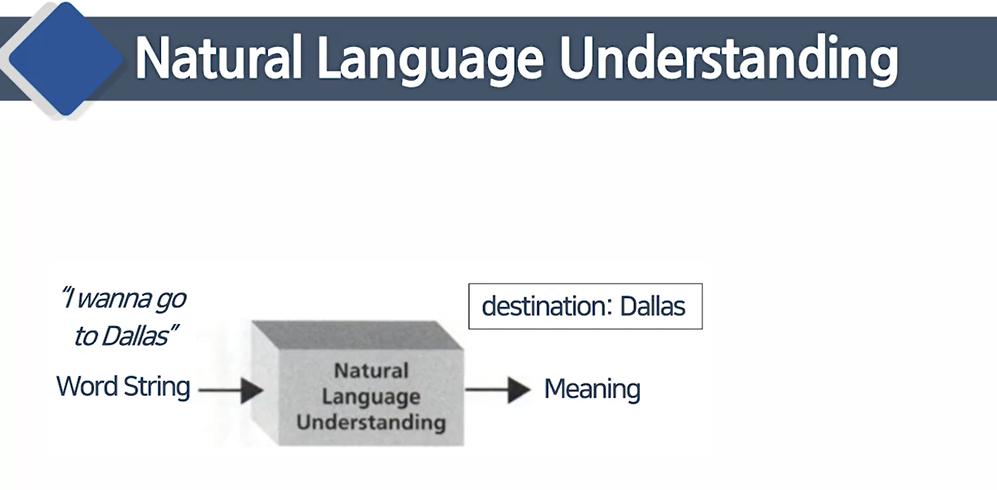 Natural Language Understanding
“I wanna go
to Dallas”
destination: Dallas
Word String
Natural
Language
Understanding
Meaning